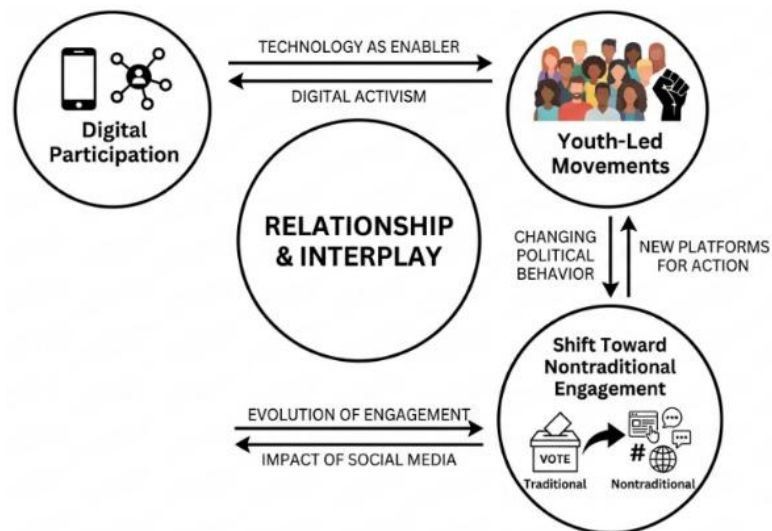 TECHNOLOGY AS ENABLER
DIGITAL ACTIVISM
Digital
Participation
Youth-Led
Movements
RELATIONSHIP
& INTERPLAY
CHANGING
POLITICAL
BEHAVIOR
NEW PLATFORMS
FOR ACTION
Shift Toward
Nontraditional
Engagement
EVOLUTION OF ENGAGEMENT
IMPACT OF SOCIAL MEDIA
VOTE
#
Traditional
Nontraditional